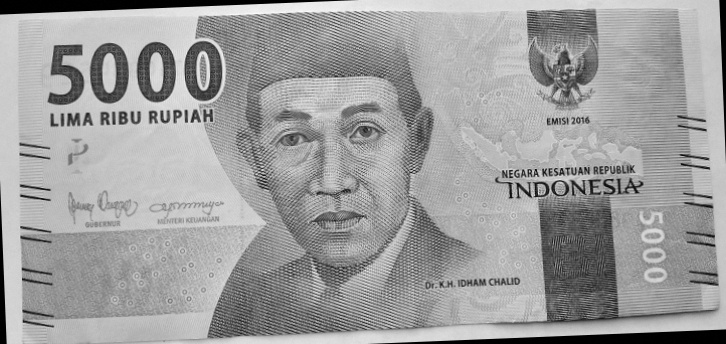 5000
LIMA RIBU RUPIAH
EMISI 2016
NEGARA KESATUAN REPUBLIK
INDONESIA
GUBERNUR
MENTERI KEUANGAN
5000
Dr. K.H. IDHAM CHALID